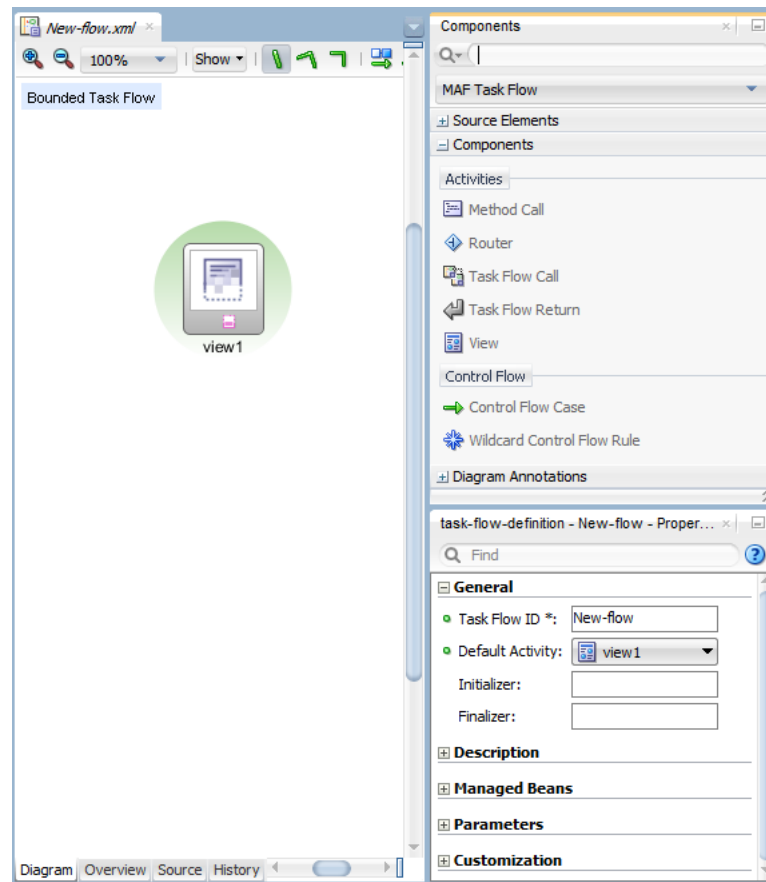 New-flow.xml
100%
Show
Bounded Task Flow
view1
Diagram Overview Source History
Components
MAF Task Flow
Source Elements
Components
Activities
Method Call
Router
Task Flow Call
Task Flow Return
View
Control Flow
Control Flow Case
Wildcard Control Flow Rule
Diagram Annotations
task-flow-definition - New-flow - Proper...
Find
General
Task Flow ID *: New-flow
Default Activity: view1
Initializer:
Finalizer:
Description
Managed Beans
Parameters
Customization